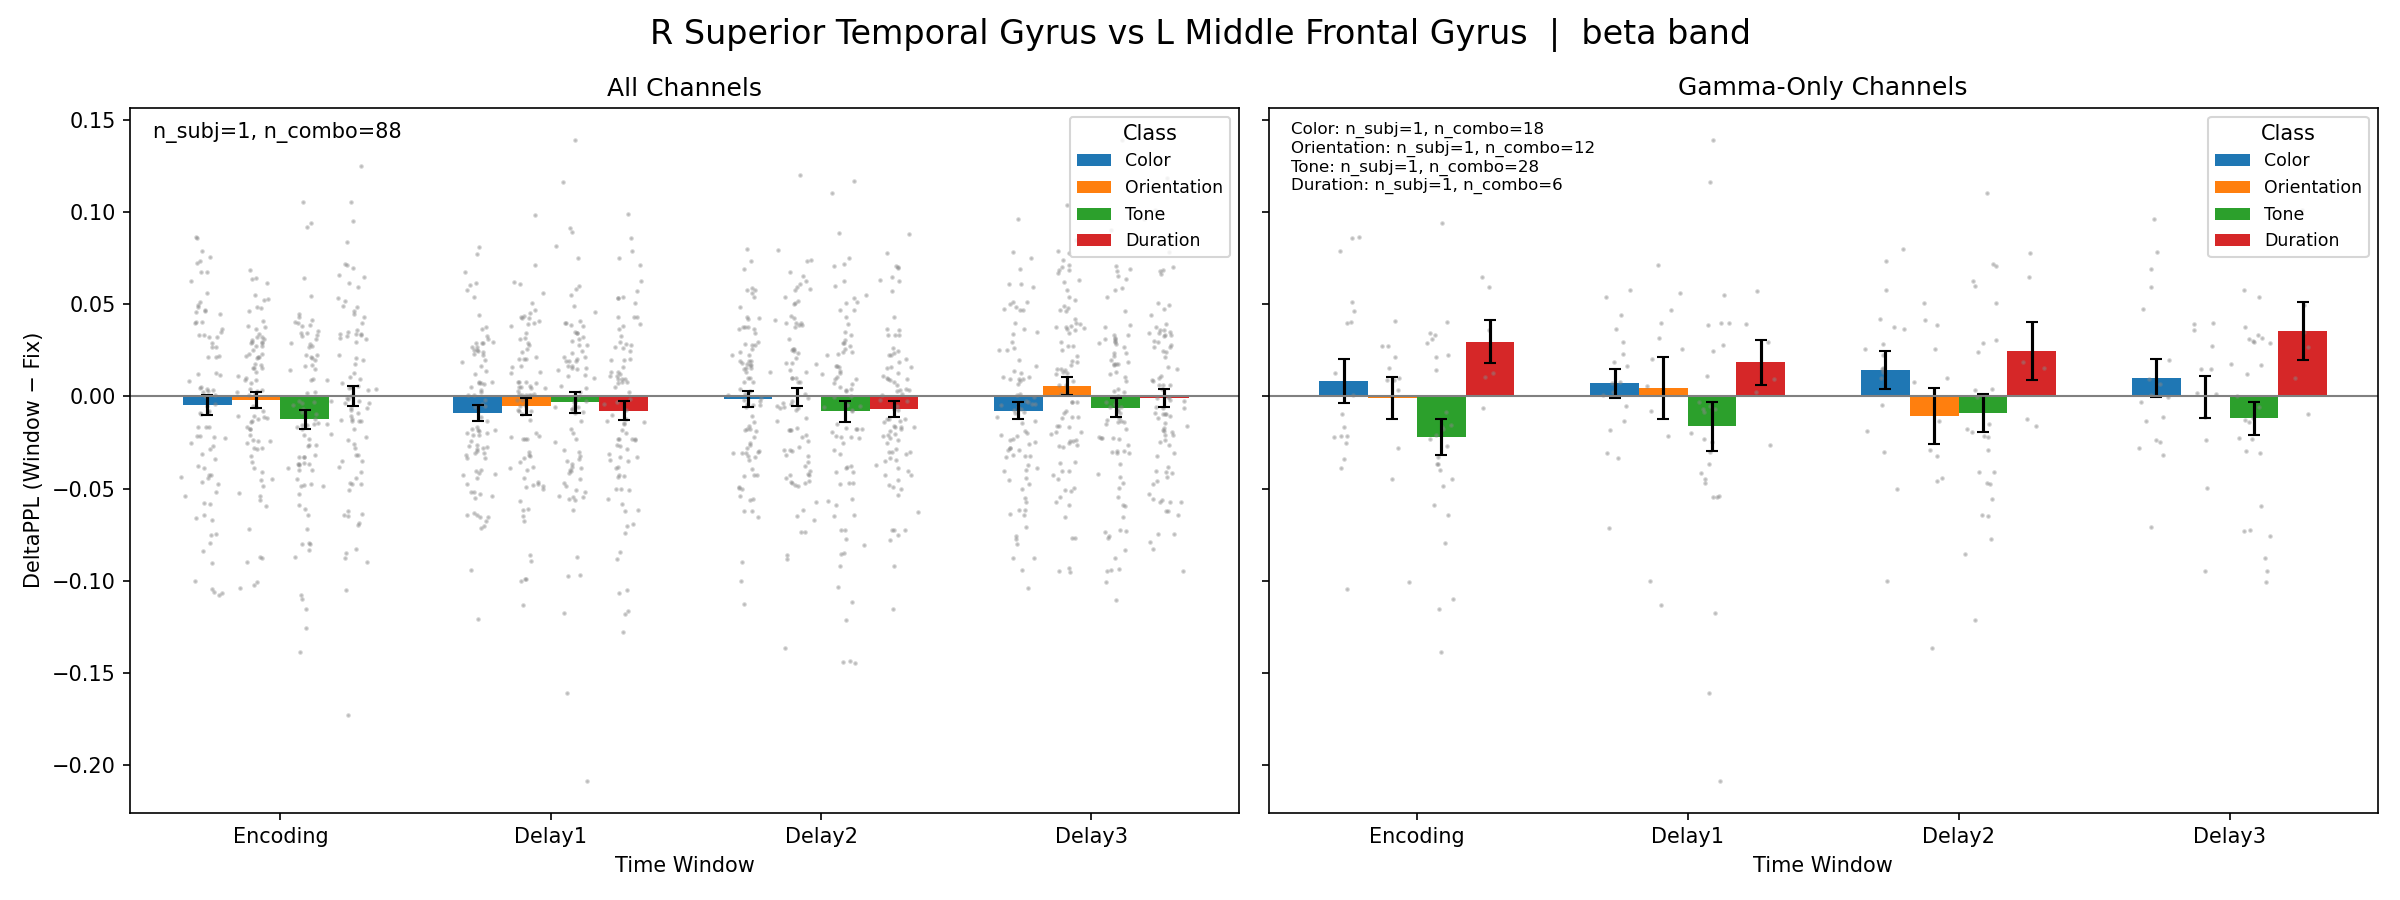 R Superior Temporal Gyrus vs L Middle Frontal Gyrus | beta band
All Channels
n_subj=1, n_combo=88
Class
Color
Orientation
Tone
Duration
0.15
0.10
0.05
0.00
−0.05
−0.10
−0.15
−0.20
DeltaPPL (Window − Fix)
Encoding
Delay1
Delay2
Delay3
Time Window
Gamma-Only Channels
Color: n_subj=1, n_combo=18
Orientation: n_subj=1, n_combo=12
Tone: n_subj=1, n_combo=28
Duration: n_subj=1, n_combo=6
Class
Color
Orientation
Tone
Duration
Encoding
Delay1
Delay2
Delay3
Time Window